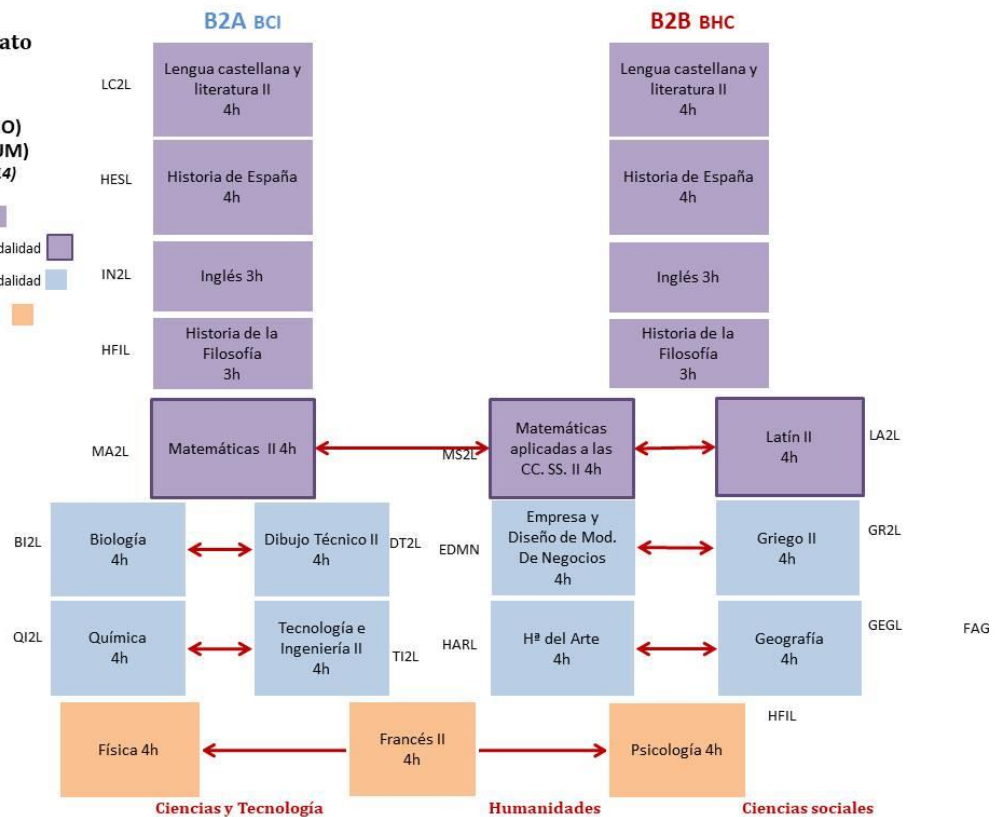 B2A BCI
B2B BHC
ato
O)
UM)
4)
dalidad
dalidad
LC2L
Lengua castellana y
literatura II
4h
Lengua castellana y
literatura II
4h
HESL
Historia de España
4h
Historia de España
4h
IN2L
Inglés 3h
Inglés 3h
HFIL
Historia de la
Filosofía
3h
Historia de la
Filosofía
3h
MA2L
Matemáticas II 4h
MS2L
Matemáticas
aplicadas a las
CC. SS. II 4h
Latín II
4h
LA2L
BI2L
Biología
4h
Dibujo Técnico II
4h
DT2L
EDMN
Empresa y
Diseño de Mod.
De Negocios
4h
Griego II
4h
GR2L
QI2L
Química
4h
Tecnología e
Ingeniería II
4h
TI2L
HARL
Hª del Arte
4h
Geografía
4h
GEGL
FAG
HFIL
Física 4h
Francés II
4h
Psicología 4h
Ciencias y Tecnología
Humanidades
Ciencias sociales